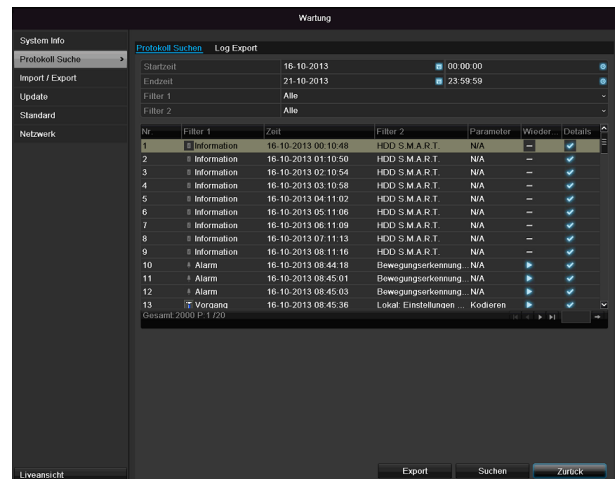 Wartung
System Info
Protokoll Suche
Import / Export
Update
Standard
Netzwerk
Liveansicht
Protokoll Suchen Log Export
Startzeit 16-10-2013 00:00:00
Endzeit 21-10-2013 23:59:59
Filter 1 Alle
Filter 2 Alle
Nr. Filter 1 Zeit Filter 2 Parameter Wieder... Details
1 Information 16-10-2013 00:10:48 HDD S.M.A.R.T. N/A –
2 Information 16-10-2013 01:10:50 HDD S.M.A.R.T. N/A –
3 Information 16-10-2013 02:10:54 HDD S.M.A.R.T. N/A –
4 Information 16-10-2013 03:10:58 HDD S.M.A.R.T. N/A –
5 Information 16-10-2013 04:11:02 HDD S.M.A.R.T. N/A –
6 Information 16-10-2013 05:11:06 HDD S.M.A.R.T. N/A –
7 Information 16-10-2013 06:11:09 HDD S.M.A.R.T. N/A –
8 Information 16-10-2013 07:11:13 HDD S.M.A.R.T. N/A –
9 Information 16-10-2013 08:11:16 HDD S.M.A.R.T. N/A –
10 Alarm 16-10-2013 08:44:18 Bewegungserkennung... N/A
11 Alarm 16-10-2013 08:45:01 Bewegungserkennung... N/A
12 Alarm 16-10-2013 08:45:03 Bewegungserkennung... N/A
13 Vorgang 16-10-2013 08:45:36 Lokal: Einstellungen ... Kodieren
Gesamt:2000 P:1 /20
Export Suchen Zurück